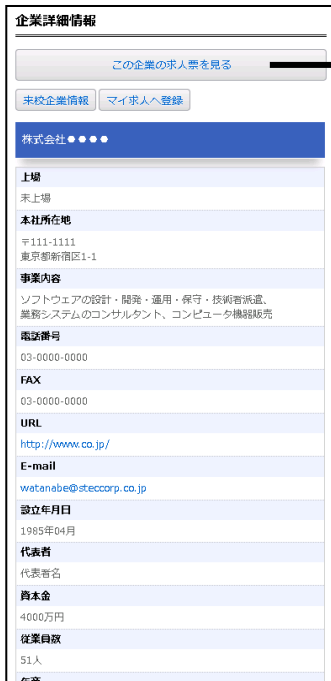 企業詳細情報
この企業の求人票を見る
来校企業情報 マイ求人へ登録
株式会社●●●●
上場
未上場
本社所在地
〒111-1111
東京都新宿区1-1
事業内容
ソフトウェアの設計・開発・運用・保守・技術者派遣、
業務システムのコンサルタント、コンピュータ機器販売
電話番号
03-0000-0000
FAX
03-0000-0000
URL
http://www.co.jp/
E-mail
watanabe@steccorp.co.jp
設立年月日
1985年04月
代表者
代表者名
資本金
4000万円
従業員数
51人
年商